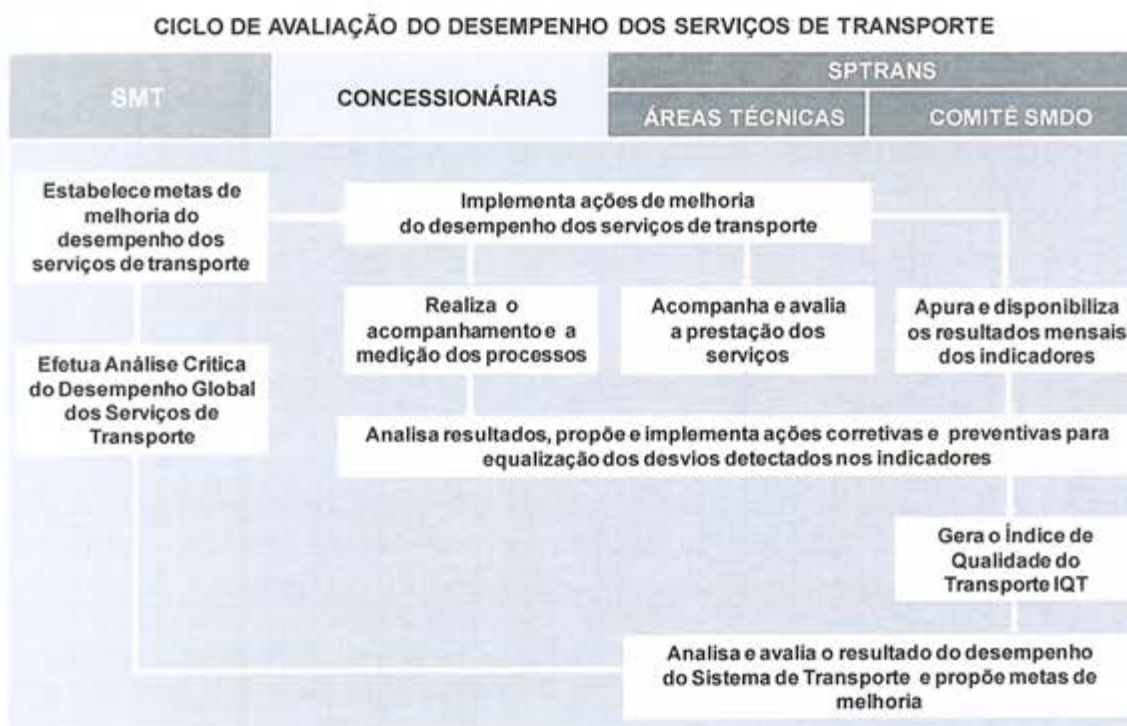 CICLO DE AVALIAÇÃO DO DESEMPENHO DOS SERVIÇOS DE TRANSPORTE
SMT
CONCESSIONÁRIAS
SPTRANS
ÁREAS TÉCNICAS
COMITÊ SMDO
Estabelece metas de
melhoria do
desempenho dos
serviços de transporte
Implementa ações de melhoria
do desempenho dos serviços de transporte
Realiza o
acompanhamento e a
medição dos processos
Acompanha e avalia
a prestação dos
serviços
Apura e disponibiliza
os resultados mensais
dos indicadores
Efetua Análise Critica
do Desempenho Global
dos Serviços de
Transporte
Analisa resultados, propõe e implementa ações corretivas e preventivas para
equalização dos desvios detectados nos indicadores
Gera o Índice de
Qualidade do
Transporte IQT
Analisa e avalia o resultado do desempenho
do Sistema de Transporte e propõe metas de
melhoria